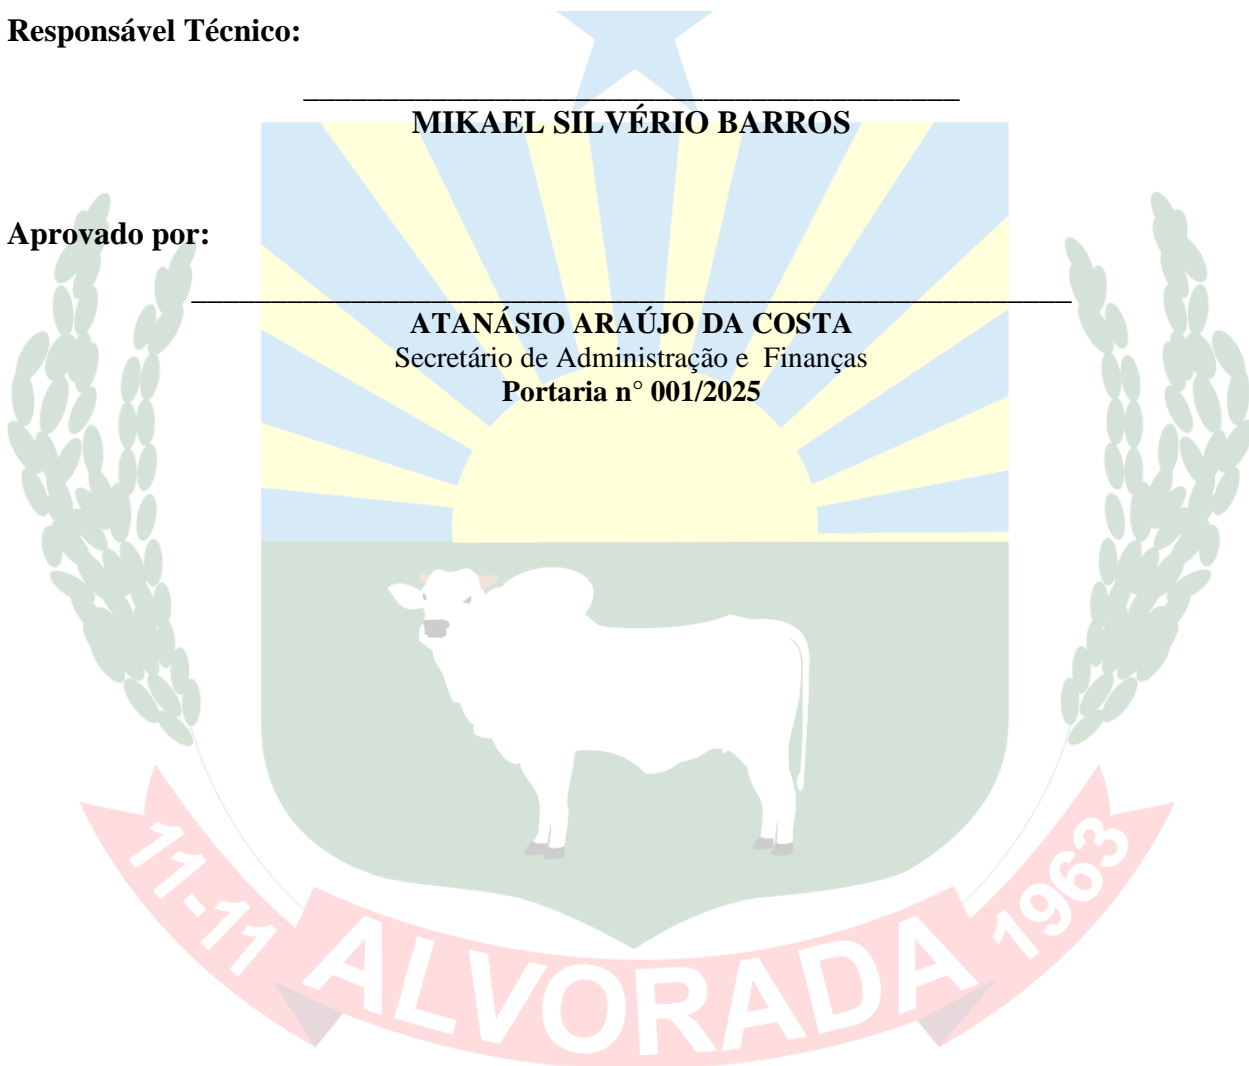 Responsável Técnico:
MIKAEL SILVÉRIO BARROS
Aprovado por:
ATANÁSIO ARAÚJO DA COSTA
Secretário de Administração e Finanças
Portaria n° 001/2025
11-11 ALVORADA 1963